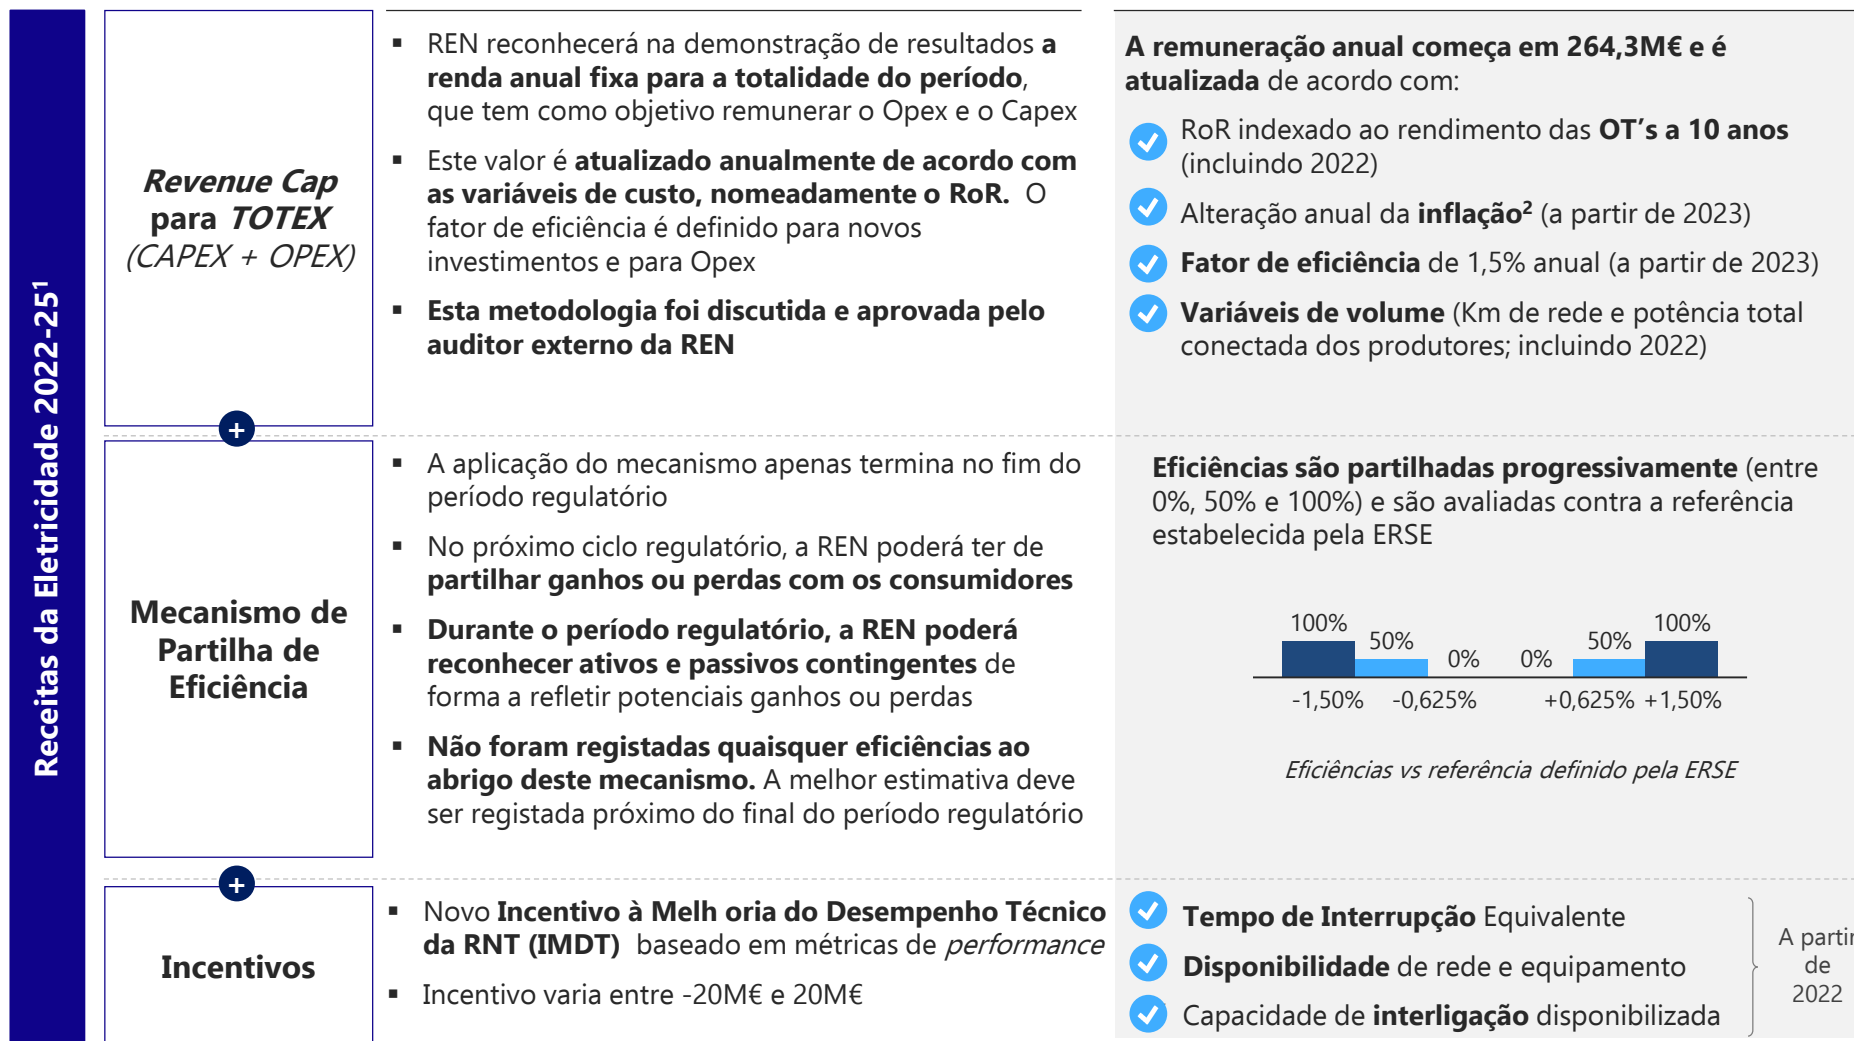 Receitas da Eletricidade 2022-25¹
Revenue Cap
para TOTEX
(CAPEX + OPEX)
▪ REN reconhecerá na demonstração de resultados a
renda anual fixa para a totalidade do período,
que tem como objetivo remunerar o Opex e o Capex
▪ Este valor é atualizado anualmente de acordo com
as variáveis de custo, nomeadamente o RoR. O
fator de eficiência é definido para novos
investimentos e para Opex
▪ Esta metodologia foi discutida e aprovada pelo
auditor externo da REN
A remuneração anual começa em 264,3M€ e é
atualizada de acordo com:
RoR indexado ao rendimento das OT’s a 10 anos
(incluindo 2022)
Alteração anual da inflação² (a partir de 2023)
Fator de eficiência de 1,5% anual (a partir de 2023)
Variáveis de volume (Km de rede e potência total
conectada dos produtores; incluindo 2022)
+
Mecanismo de
Partilha de
Eficiência
▪ A aplicação do mecanismo apenas termina no fim do
período regulatório
▪ No próximo ciclo regulatório, a REN poderá ter de
partilhar ganhos ou perdas com os consumidores
▪ Durante o período regulatório, a REN poderá
reconhecer ativos e passivos contingentes de
forma a refletir potenciais ganhos ou perdas
▪ Não foram registadas quaisquer eficiências ao
abrigo deste mecanismo. A melhor estimativa deve
ser registada próximo do final do período regulatório
Eficiências são partilhadas progressivamente (entre
0%, 50% e 100%) e são avaliadas contra a referência
estabelecida pela ERSE
100% 50% 0% 0% 50% 100%
-1,50% -0,625% +0,625% +1,50%
Eficiências vs referência definido pela ERSE
+
Incentivos
▪ Novo Incentivo à Melh oria do Desempenho Técnico
da RNT (IMDT) baseado em métricas de performance
▪ Incentivo varia entre -20M€ e 20M€
Tempo de Interrupção Equivalente
Disponibilidade de rede e equipamento
Capacidade de interligação disponibilizada
A partir
de
2022